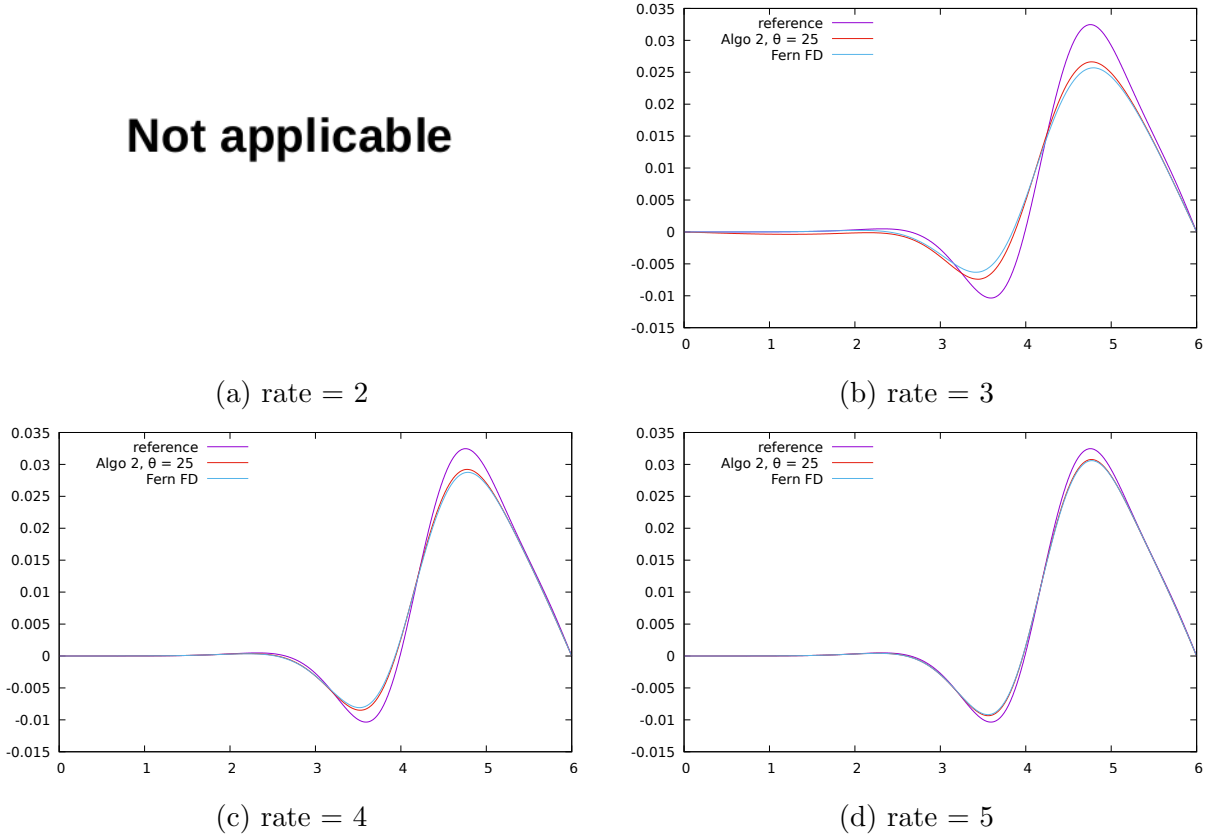 Not applicable
(a) rate = 2
reference
Algo 2, θ = 25
Fern FD
0.035
0.03
0.025
0.02
0.015
0.01
0.005
0
-0.005
-0.01
-0.015
0 1 2 3 4 5 6
(b) rate = 3
reference
Algo 2, θ = 25
Fern FD
0.035
0.03
0.025
0.02
0.015
0.01
0.005
0
-0.005
-0.01
-0.015
0 1 2 3 4 5 6
(c) rate = 4
reference
Algo 2, θ = 25
Fern FD
0.035
0.03
0.025
0.02
0.015
0.01
0.005
0
-0.005
-0.01
-0.015
0 1 2 3 4 5 6
(d) rate = 5